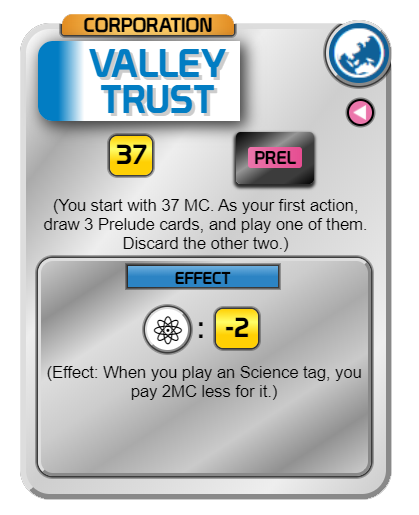 CORPORATION
VALLEY
TRUST
37
PREL
(You start with 37 MC. As your first action,
draw 3 Prelude cards, and play one of them.
Discard the other two.)
EFFECT
: -2
(Effect: When you play an Science tag, you
pay 2MC less for it.)